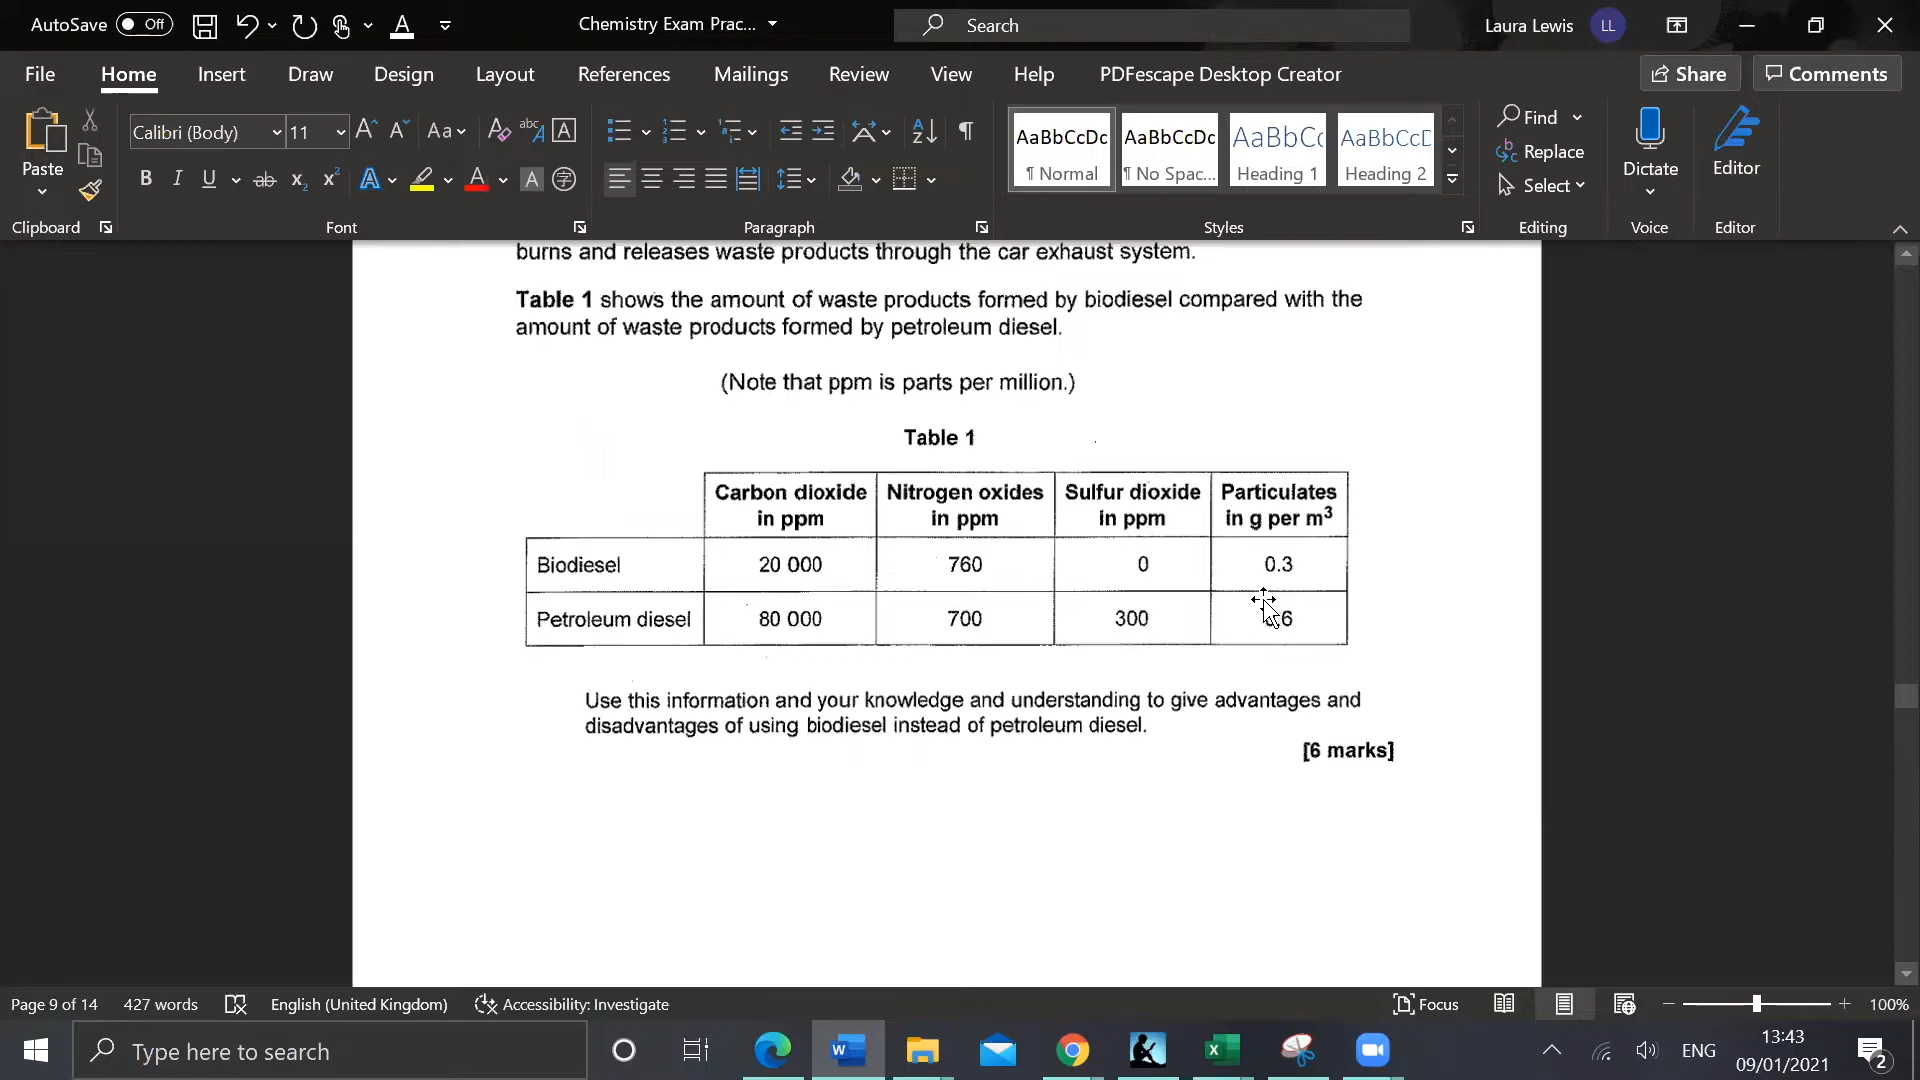 AutoSave Off
Chemistry Exam Prac...
Search
Laura Lewis LL
File Home Insert Draw Design Layout References Mailings Review View Help PDFescape Desktop Creator
Share Comments
Paste
Clipboard
Calibri (Body) 11
Font
Paragraph
AaBbCcDc AaBbCcDc AaBbCc AaBbCcE
¶ Normal ¶ No Spac... Heading 1 Heading 2
Styles
Find
Replace
Select
Editing
Dictate
Voice
Editor
Editor
burns and releases waste products through the car exhaust system.
Table 1 shows the amount of waste products formed by biodiesel compared with the
amount of waste products formed by petroleum diesel.
(Note that ppm is parts per million.)
Table 1
Carbon dioxide Nitrogen oxides Sulfur dioxide Particulates
in ppm in ppm in ppm in g per m³
Biodiesel 20 000 760 0 0.3
Petroleum diesel 80 000 700 300
Use this information and your knowledge and understanding to give advantages and
disadvantages of using biodiesel instead of petroleum diesel.
[6 marks]
Page 9 of 14 427 words English (United Kingdom) Accessibility: Investigate Focus 100%
Type here to search
ENG
13:43
09/01/2021
2